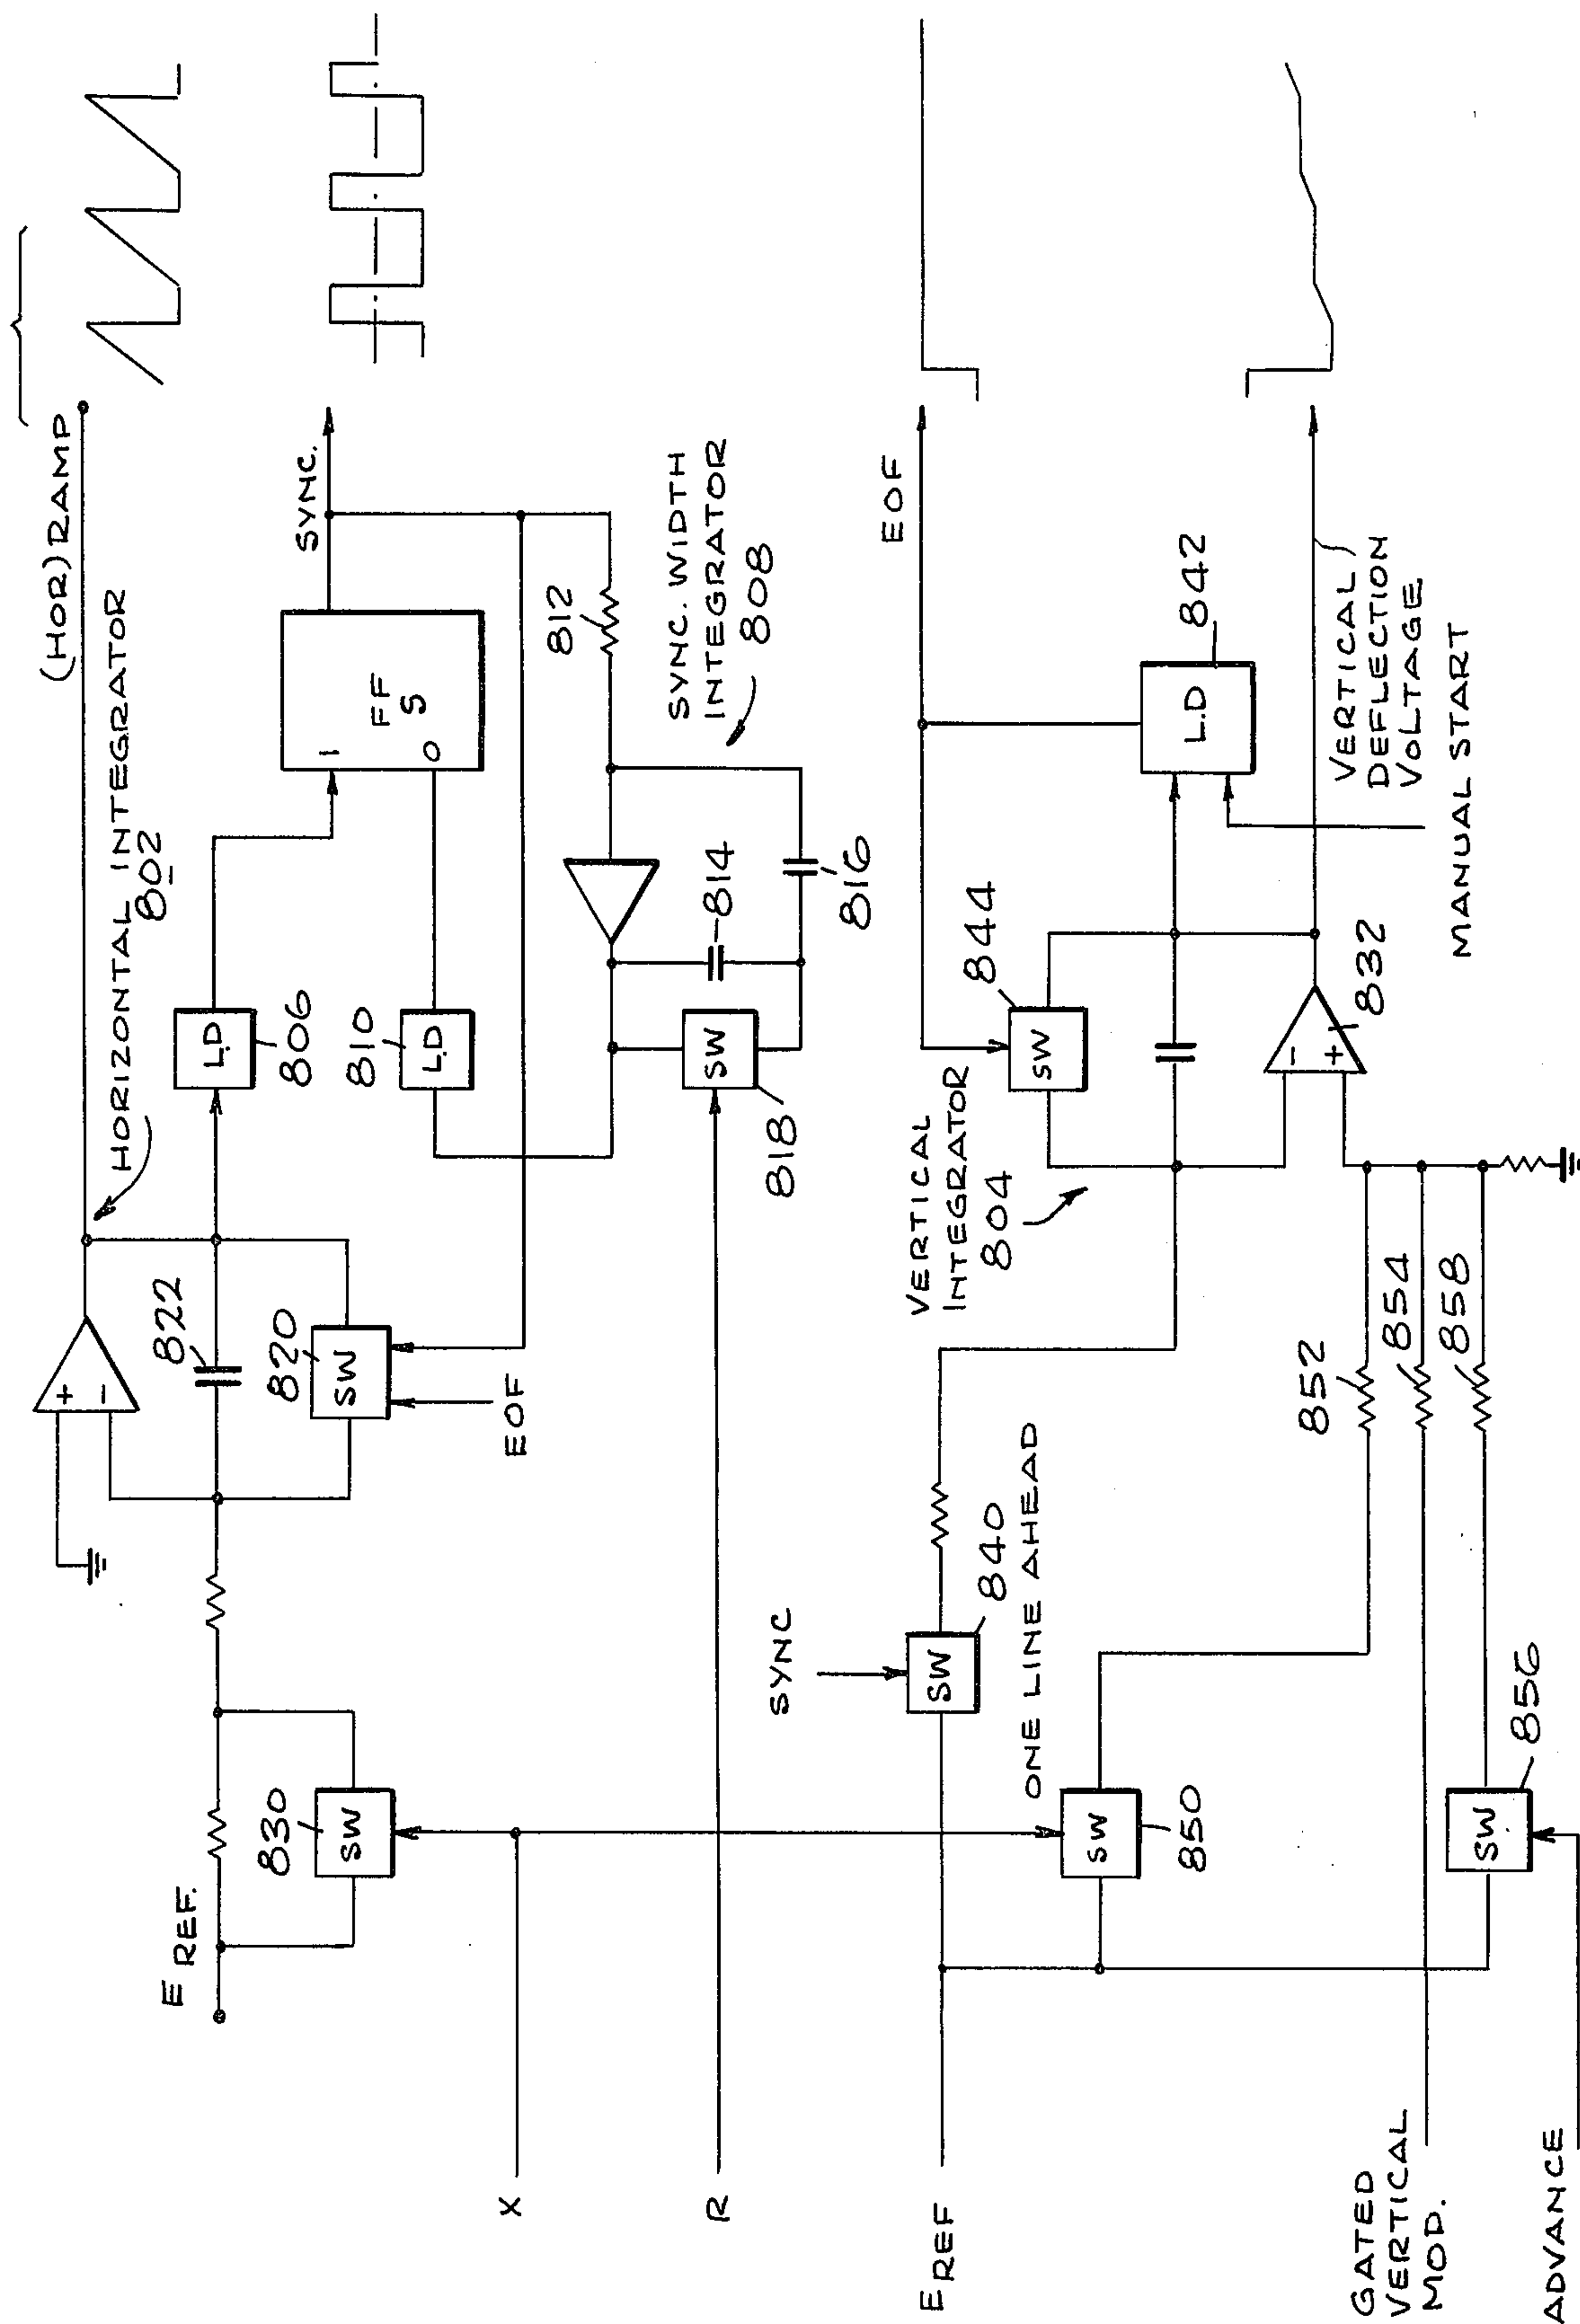 (HOR) RAMP
HORIZONTAL INTEGRATOR
802
+
-
822
820
SW
EOF
E REF.
830
SW
X
R
L.D
806
810
L.D
1
FF
S
0
SYNC.
812
SYNC. WIDTH
INTEGRATOR
808
814
816
SW
818
E REF
SYNC
SW
840
ONE LINE AHEAD
SW
850
SW
856
GATED
VERTICAL
MOD.
ADVANCE
852
854
858
VERTICAL
INTEGRATOR
804
SW
844
-
+
832
L.D
842
EOF
VERTICAL
DEFLECTION
VOLTAGE
MANUAL START